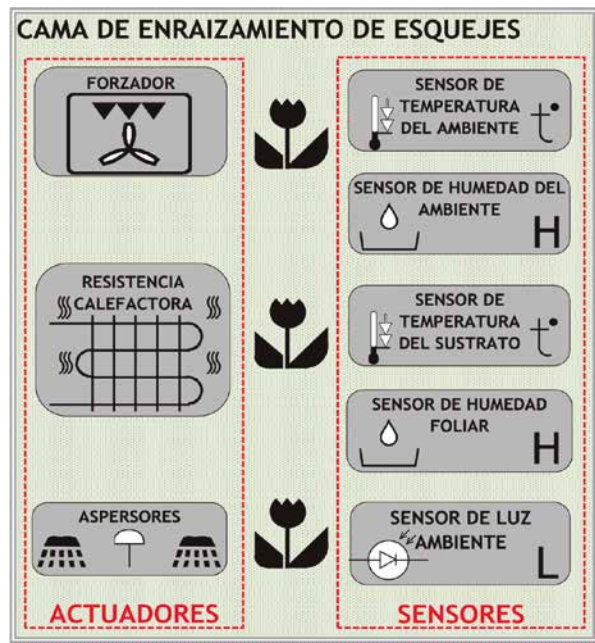 CAMA DE ENRAIZAMIENTO DE ESQUEJES
FORZADOR
RESISTENCIA
CALEFACTORA
ASPERSORES
ACTUADORES
SENSOR DE
TEMPERATURA
DEL AMBIENTE
t°
SENSOR DE HUMEDAD DEL
AMBIENTE
H
SENSOR DE
TEMPERATURA
DEL SUSTRATO
t°
SENSOR DE HUMEDAD
FOLIAR
H
SENSOR DE LUZ
AMBIENTE
L
SENSORES